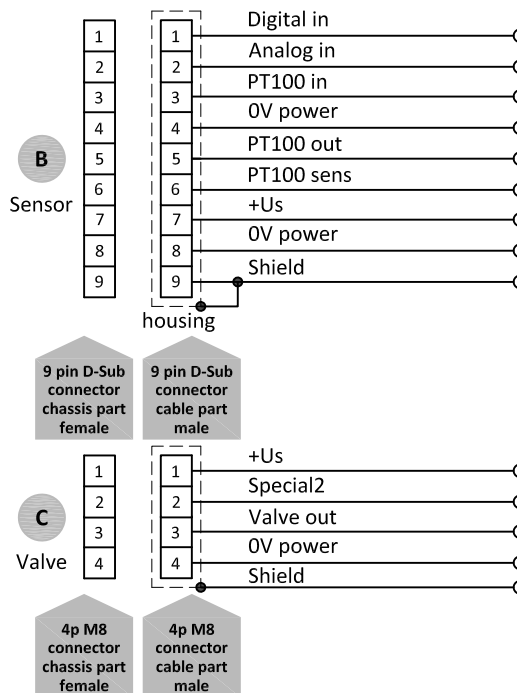 1 1 Digital in
2 2 Analog in
3 3 PT100 in
4 4 0V power
B
5 5 PT100 out
6 6 PT100 sens
Sensor
7 7 +Us
8 8 0V power
9 9 Shield
housing
9 pin D-Sub
connector
chassis part
female
9 pin D-Sub
connector
cable part
male
1 1 +Us
2 2 Special2
C
3 3 Valve out
4 4 0V power
Valve
Shield
4p M8
connector
chassis part
female
4p M8
connector
cable part
male